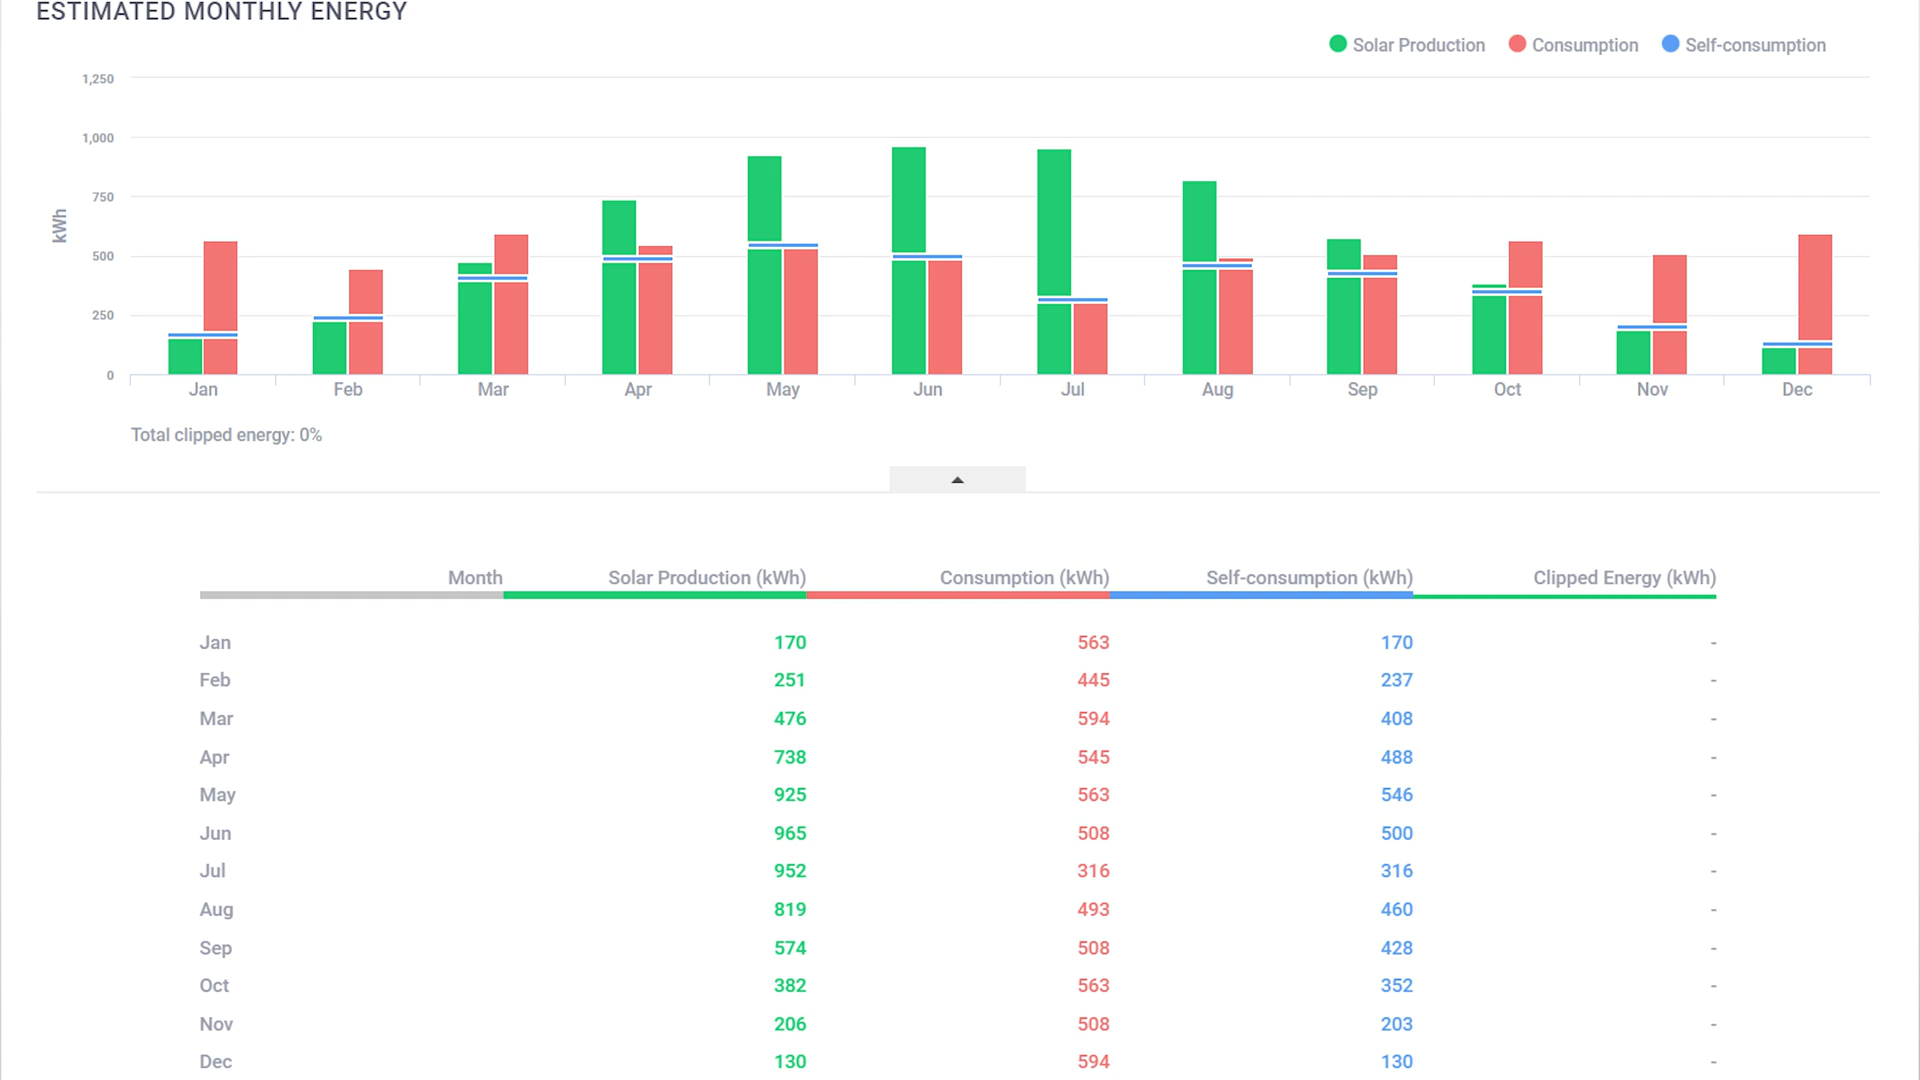 ESTIMATED MONTHLY ENERGY
Solar Production Consumption Self-consumption
1,250
1,000
750
500
250
0
kWh
Jan Feb Mar Apr May Jun Jul Aug Sep Oct Nov Dec
Total clipped energy: 0%
Month Solar Production (kWh) Consumption (kWh) Self-consumption (kWh) Clipped Energy (kWh)
Jan 170 563 170 -
Feb 251 445 237 -
Mar 476 594 408 -
Apr 738 545 488 -
May 925 563 546 -
Jun 965 508 500 -
Jul 952 316 316 -
Aug 819 493 460 -
Sep 574 508 428 -
Oct 382 563 352 -
Nov 206 508 203 -
Dec 130 594 130 -